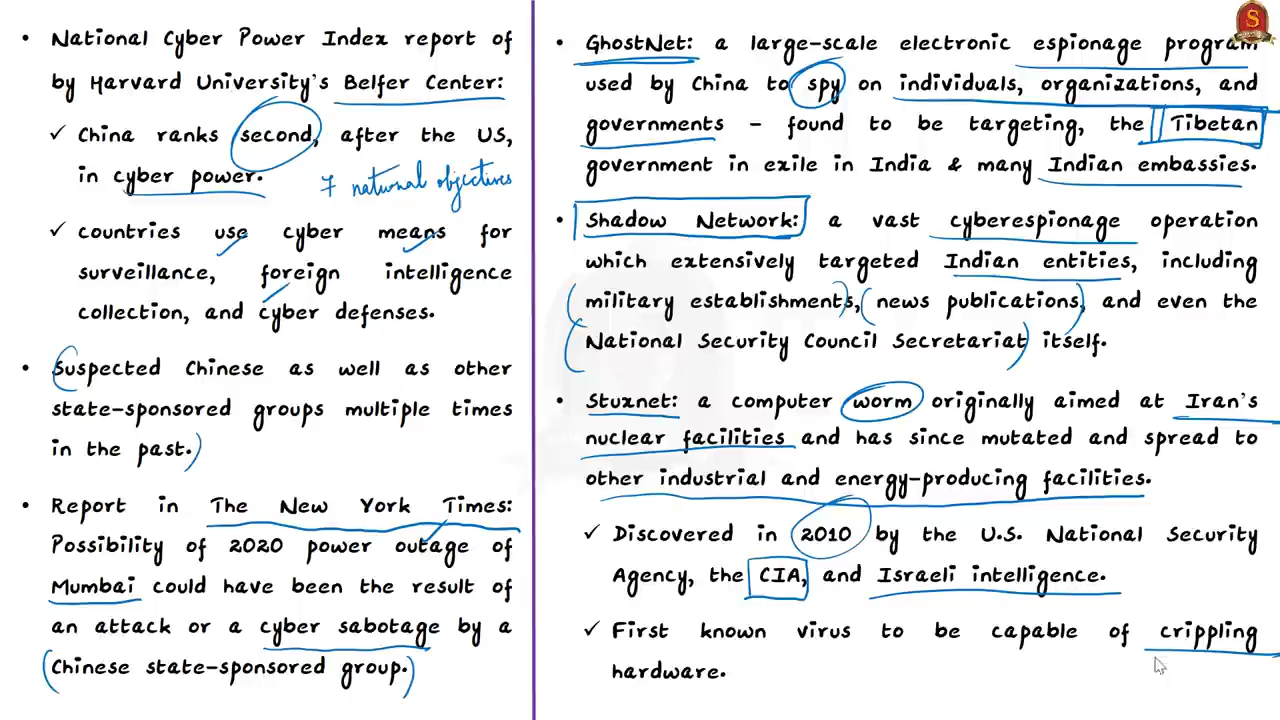 • National Cyber Power Index report of
by Harvard University's Belfer Center:
✓ China ranks second, after the US,
in cyber power.
7 national objectives
✓ countries use cyber means for
surveillance, foreign intelligence
collection, and cyber defenses.
• Suspected Chinese as well as other
state-sponsored groups multiple times
in the past.
• Report in The New York Times:
Possibility of 2020 power outage of
Mumbai could have been the result of
an attack or a cyber sabotage by a
Chinese state-sponsored group.
• GhostNet: a large-scale electronic espionage program
used by China to spy on individuals, organizations, and
governments – found to be targeting, the Tibetan
government in exile in India & many Indian embassies.
• Shadow Network: a vast cyberespionage operation
which extensively targeted Indian entities, including
military establishments, news publications, and even the
National Security Council Secretariat itself.
• Stuxnet: a computer worm originally aimed at Iran's
nuclear facilities and has since mutated and spread to
other industrial and energy-producing facilities.
✓ Discovered in 2010 by the U.S. National Security
Agency, the CIA, and Israeli intelligence.
✓ First known virus to be capable of crippling
hardware.
S